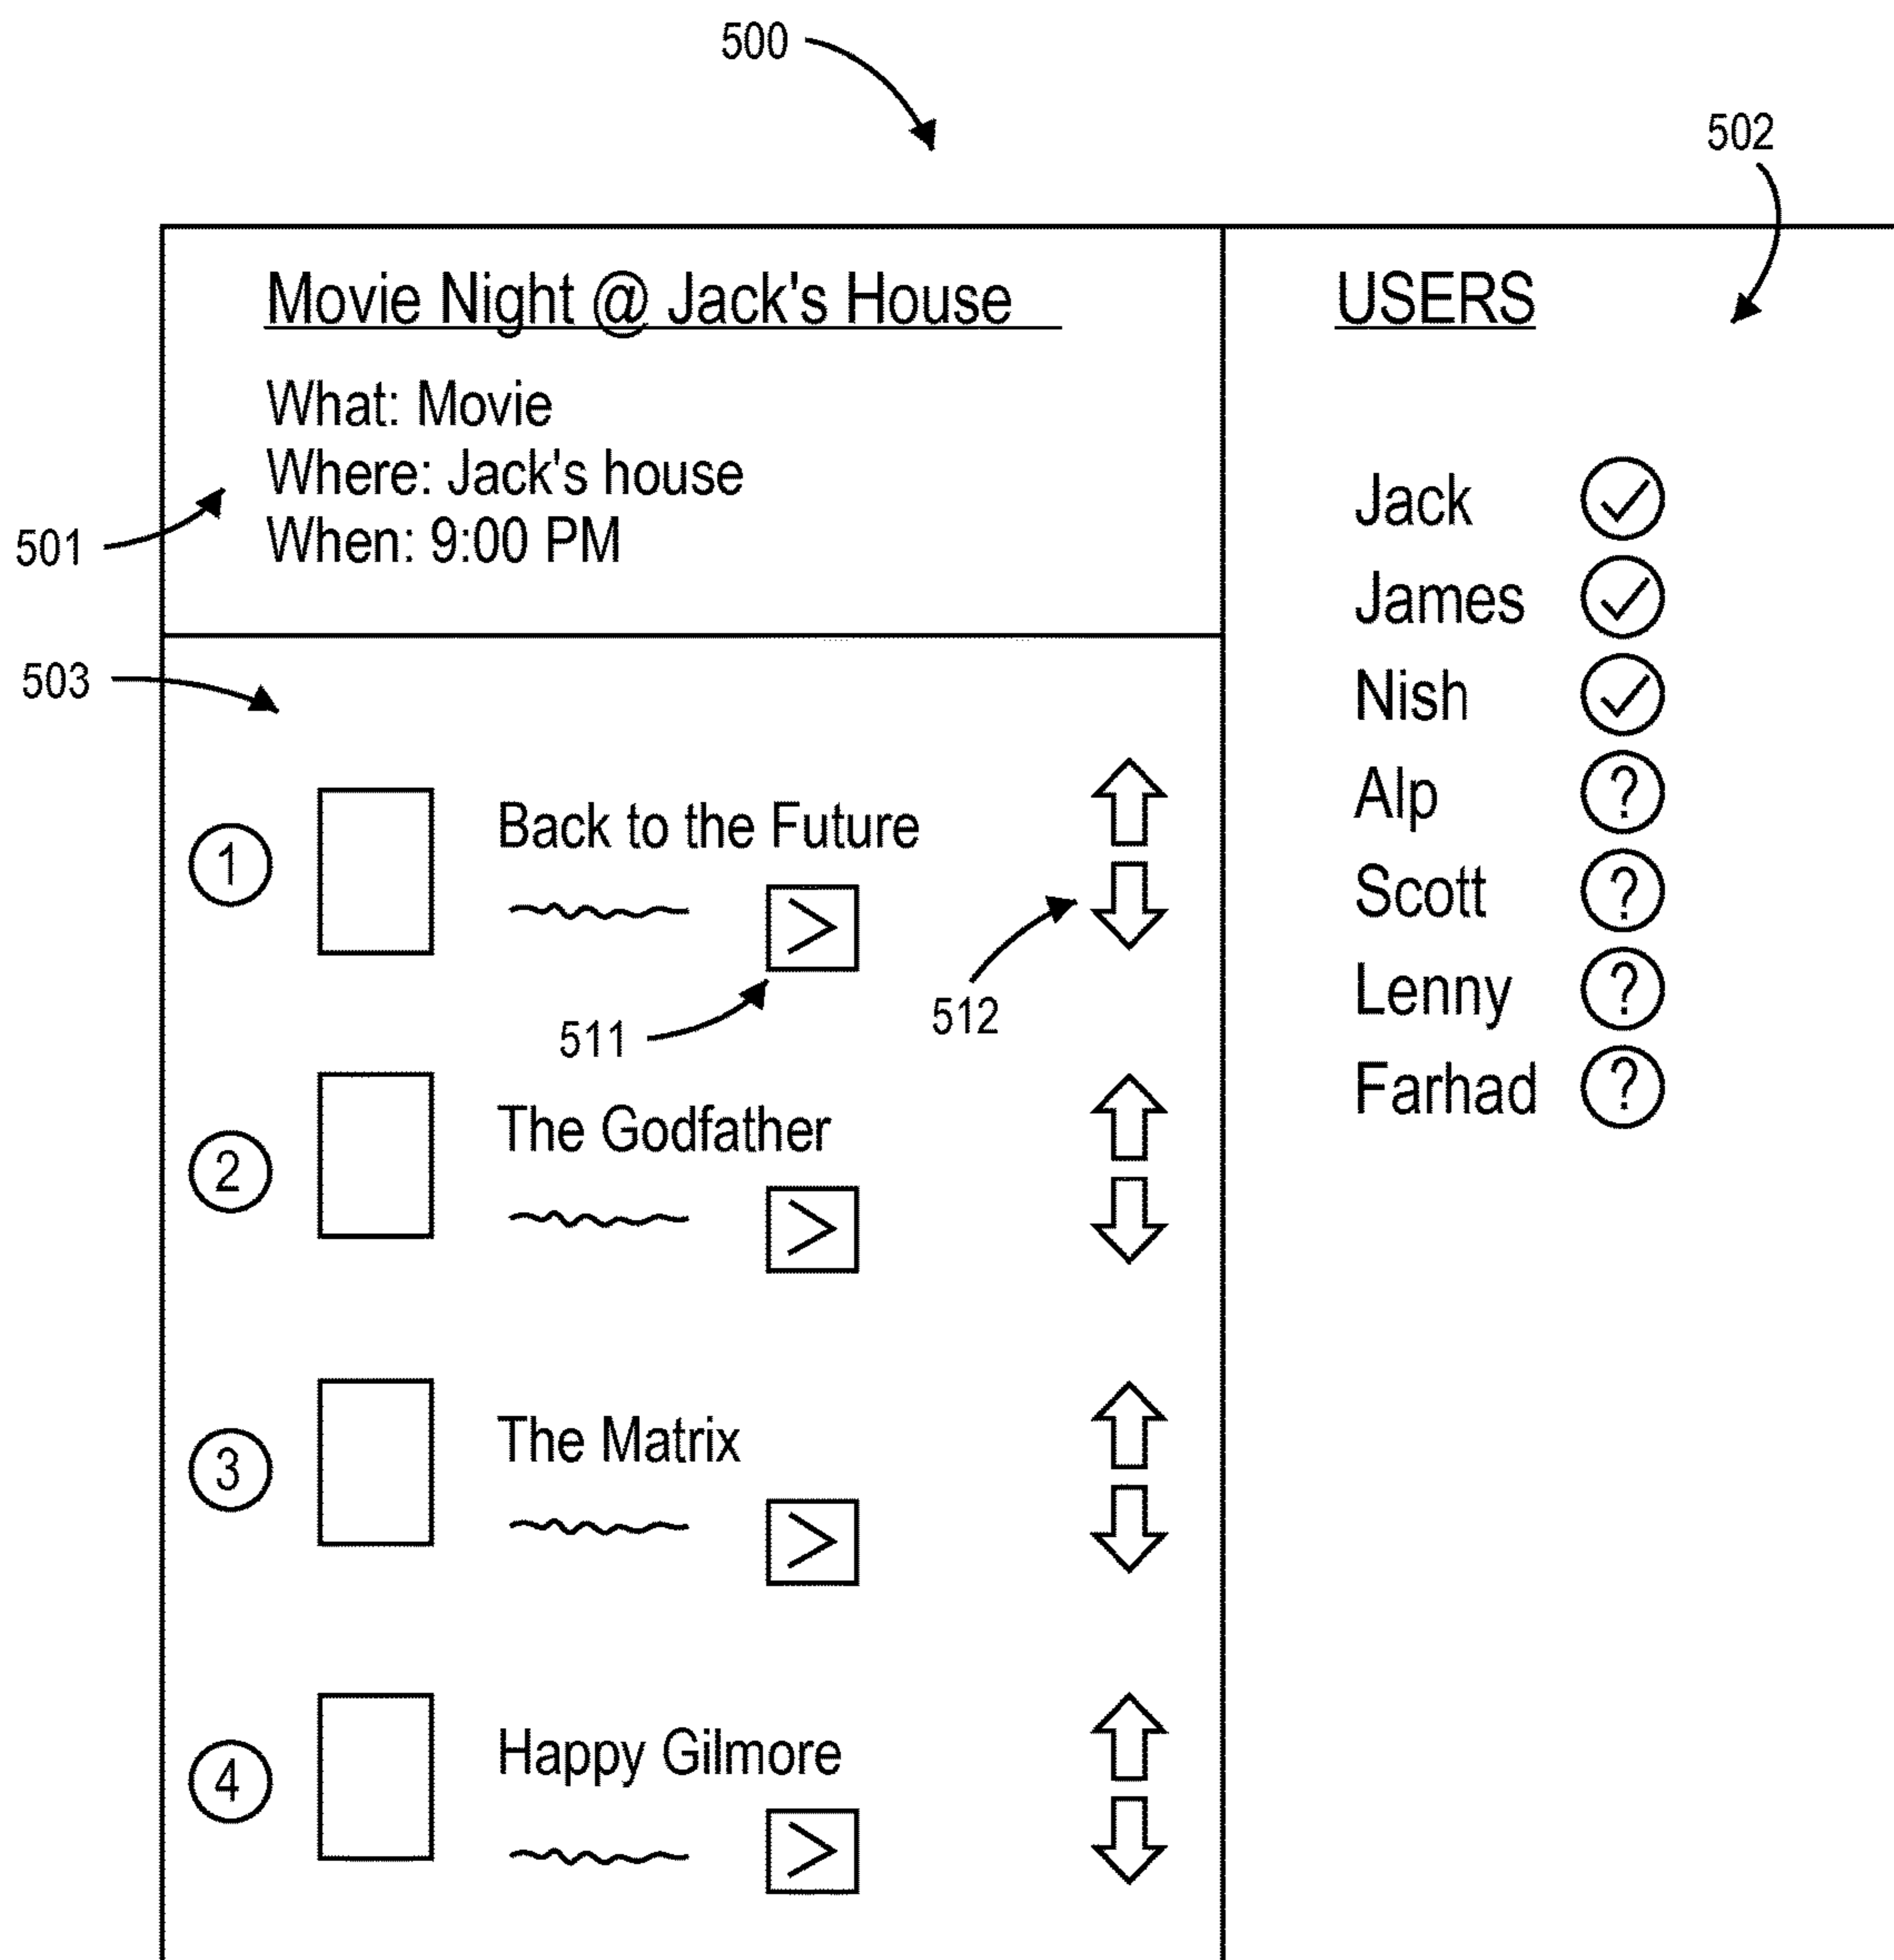 500
502
Movie Night @ Jack's House
What: Movie
Where: Jack's house
When: 9:00 PM
501
503
1
Back to the Future
>
511
512
2
The Godfather
>
3
The Matrix
>
4
Happy Gilmore
>
USERS
Jack ✓
James ✓
Nish ✓
Alp ?
Scott ?
Lenny ?
Farhad ?